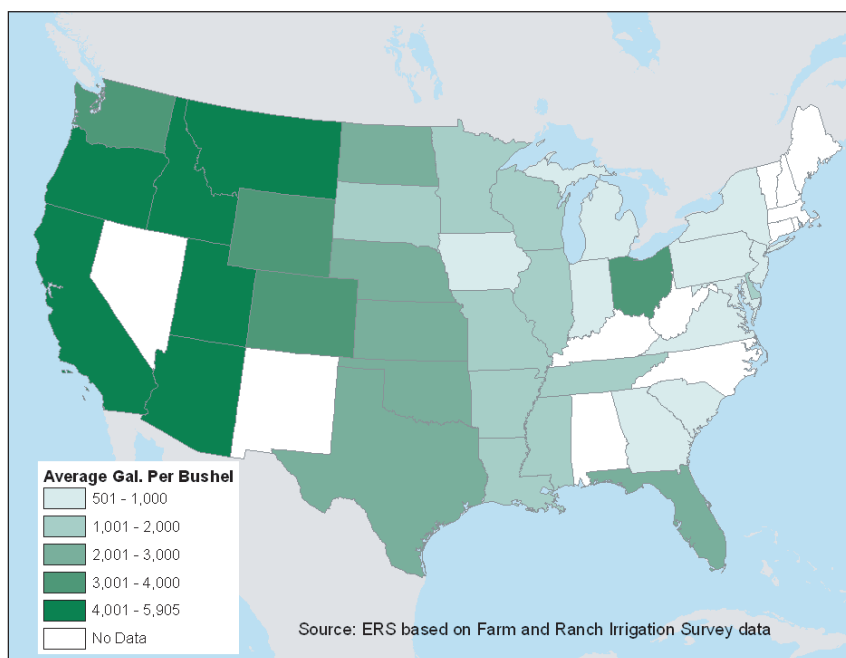 Average Gal. Per Bushel
501 - 1,000
1,001 - 2,000
2,001 - 3,000
3,001 - 4,000
4,001 - 5,905
No Data
Source: ERS based on Farm and Ranch Irrigation Survey data